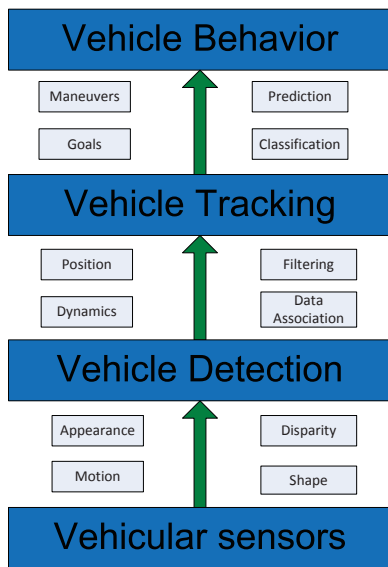 Vehicle Behavior
Maneuvers
Prediction
Goals
Classification
Vehicle Tracking
Position
Filtering
Dynamics
Data
Association
Vehicle Detection
Appearance
Disparity
Motion
Shape
Vehicular sensors